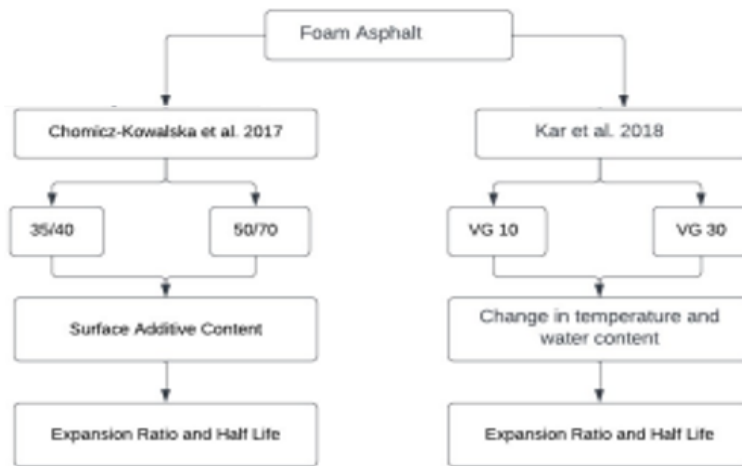 Foam Asphalt
Chomicz-Kowalska et al. 2017
Kar et al. 2018
35/40
50/70
VG 10
VG 30
Surface Additive Content
Change in temperature and
water content
Expansion Ratio and Half Life
Expansion Ratio and Half Life